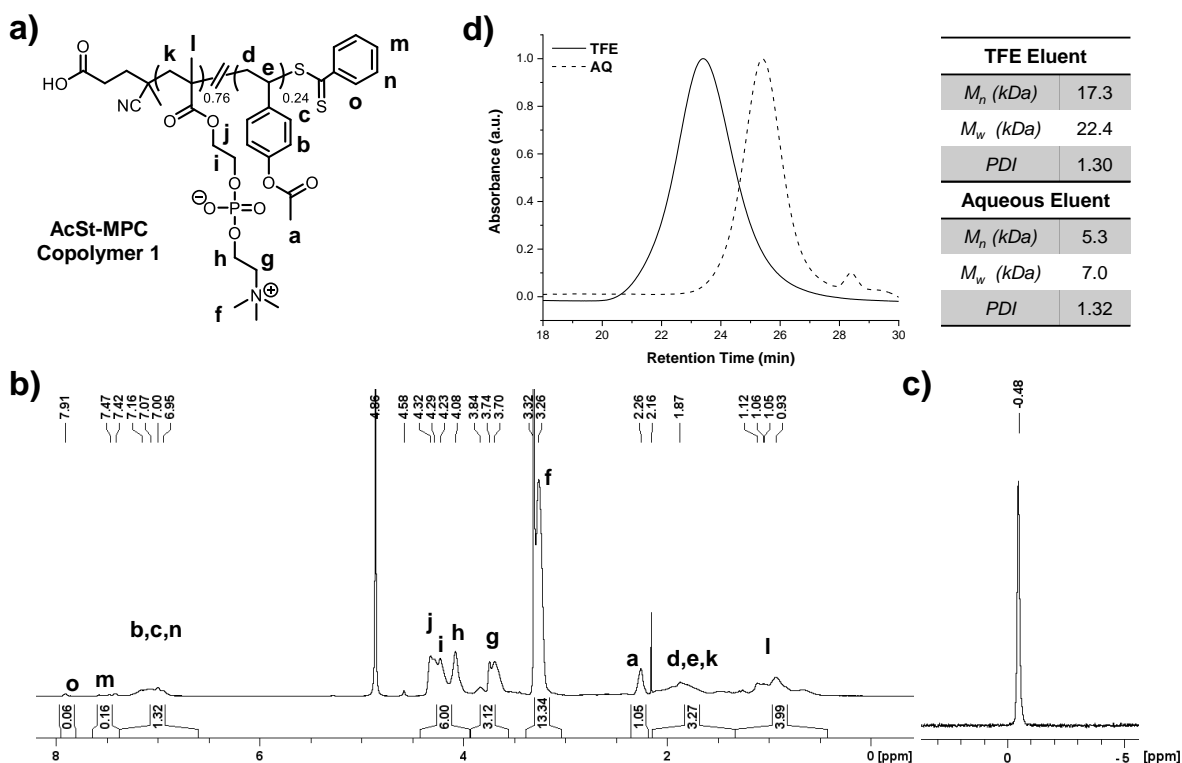 a)
k
l
d
e
m
n
o
O
HO
NC
0.76
0.24
S
S
O
O
j
i
c
b
O
⊖
O
P
O
O
O
O
a
h
g
N
⊕
f
AcSt-MPC
Copolymer 1
d)
TFE
AQ
1.0
0.8
0.6
0.4
0.2
0.0
Absorbance (a.u.)
18 20 22 24 26 28 30
Retention Time (min)
TFE Eluent
Mn (kDa) 17.3
Mw (kDa) 22.4
PDI 1.30
Aqueous Eluent
Mn (kDa) 5.3
Mw (kDa) 7.0
PDI 1.32
b)
7.91
7.47
7.42
7.16
7.07
7.00
6.95
4.86
4.58
4.32
4.29
4.23
4.08
3.84
3.74
3.70
3.32
3.26
2.26
2.16
1.87
1.12
1.06
1.05
0.93
o
m
b,c,n
j
i
h
g
f
a
d,e,k
l
0.06
0.16
1.32
6.00
3.12
13.34
1.05
3.27
3.99
8 6 4 2 0 [ppm]
c)
-0.48
0 -5 [ppm]